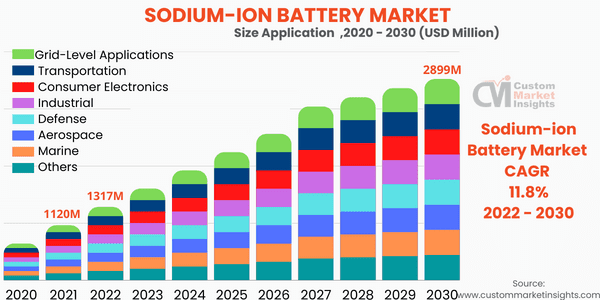 SODIUM-ION BATTERY MARKET
Size Application ,2020 - 2030 (USD Million)
Grid-Level Applications
Transportation
Consumer Electronics
Industrial
Defense
Aerospace
Marine
Others
1120M
1317M
2899M
CMI Custom
Market
Insights
Sodium-ion
Battery Market
CAGR
11.8%
2022 - 2030
2020 2021 2022 2023 2024 2025 2026 2027 2028 2029 2030
Source:
www.custommarketinsights.com